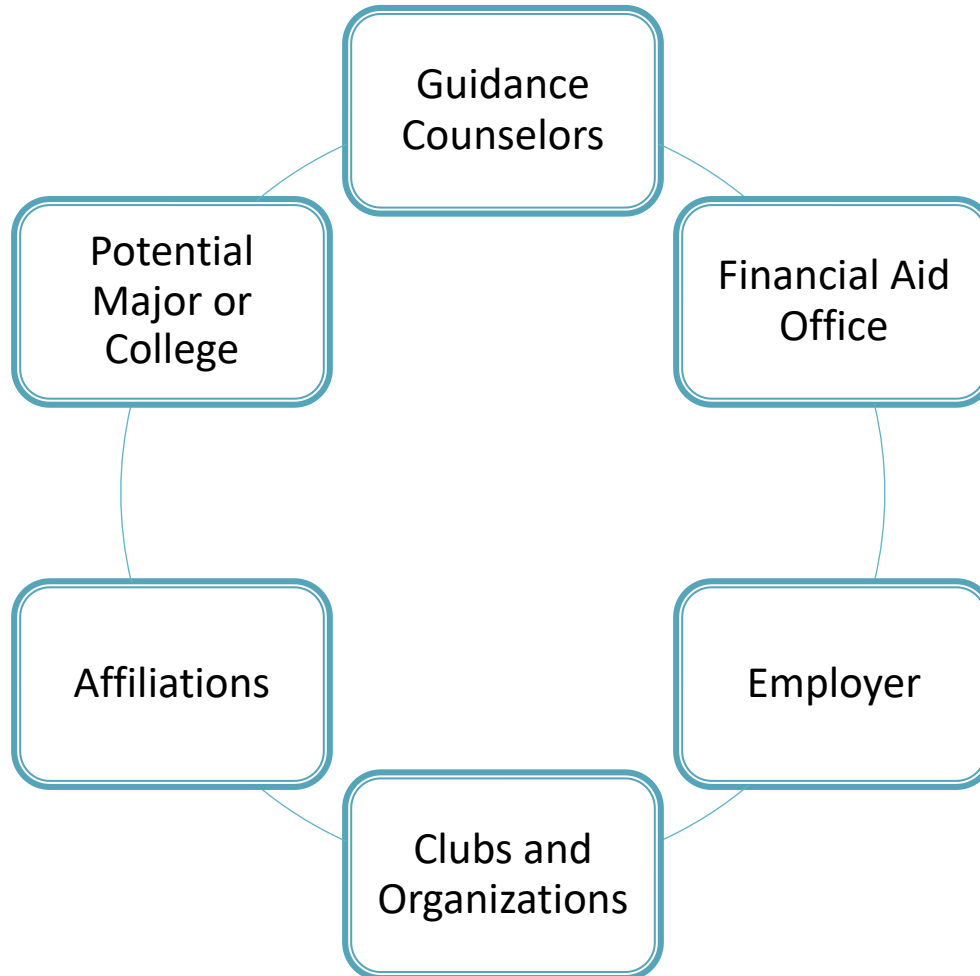 Guidance
Counselors
Financial Aid
Office
Employer
Clubs and
Organizations
Affiliations
Potential
Major or
College